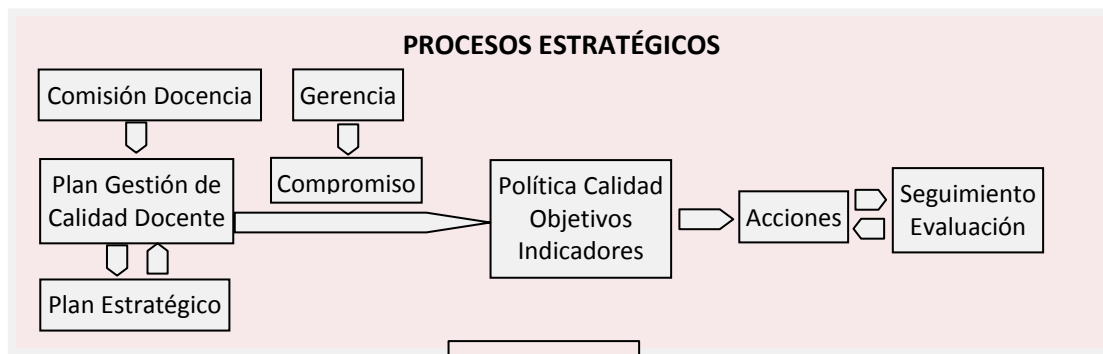 PROCESOS ESTRATÉGICOS
Comisión Docencia
Gerencia
Plan Gestión de
Calidad Docente
Compromiso
Política Calidad
Objetivos
Indicadores
Acciones
Seguimiento
Evaluación
Plan Estratégico